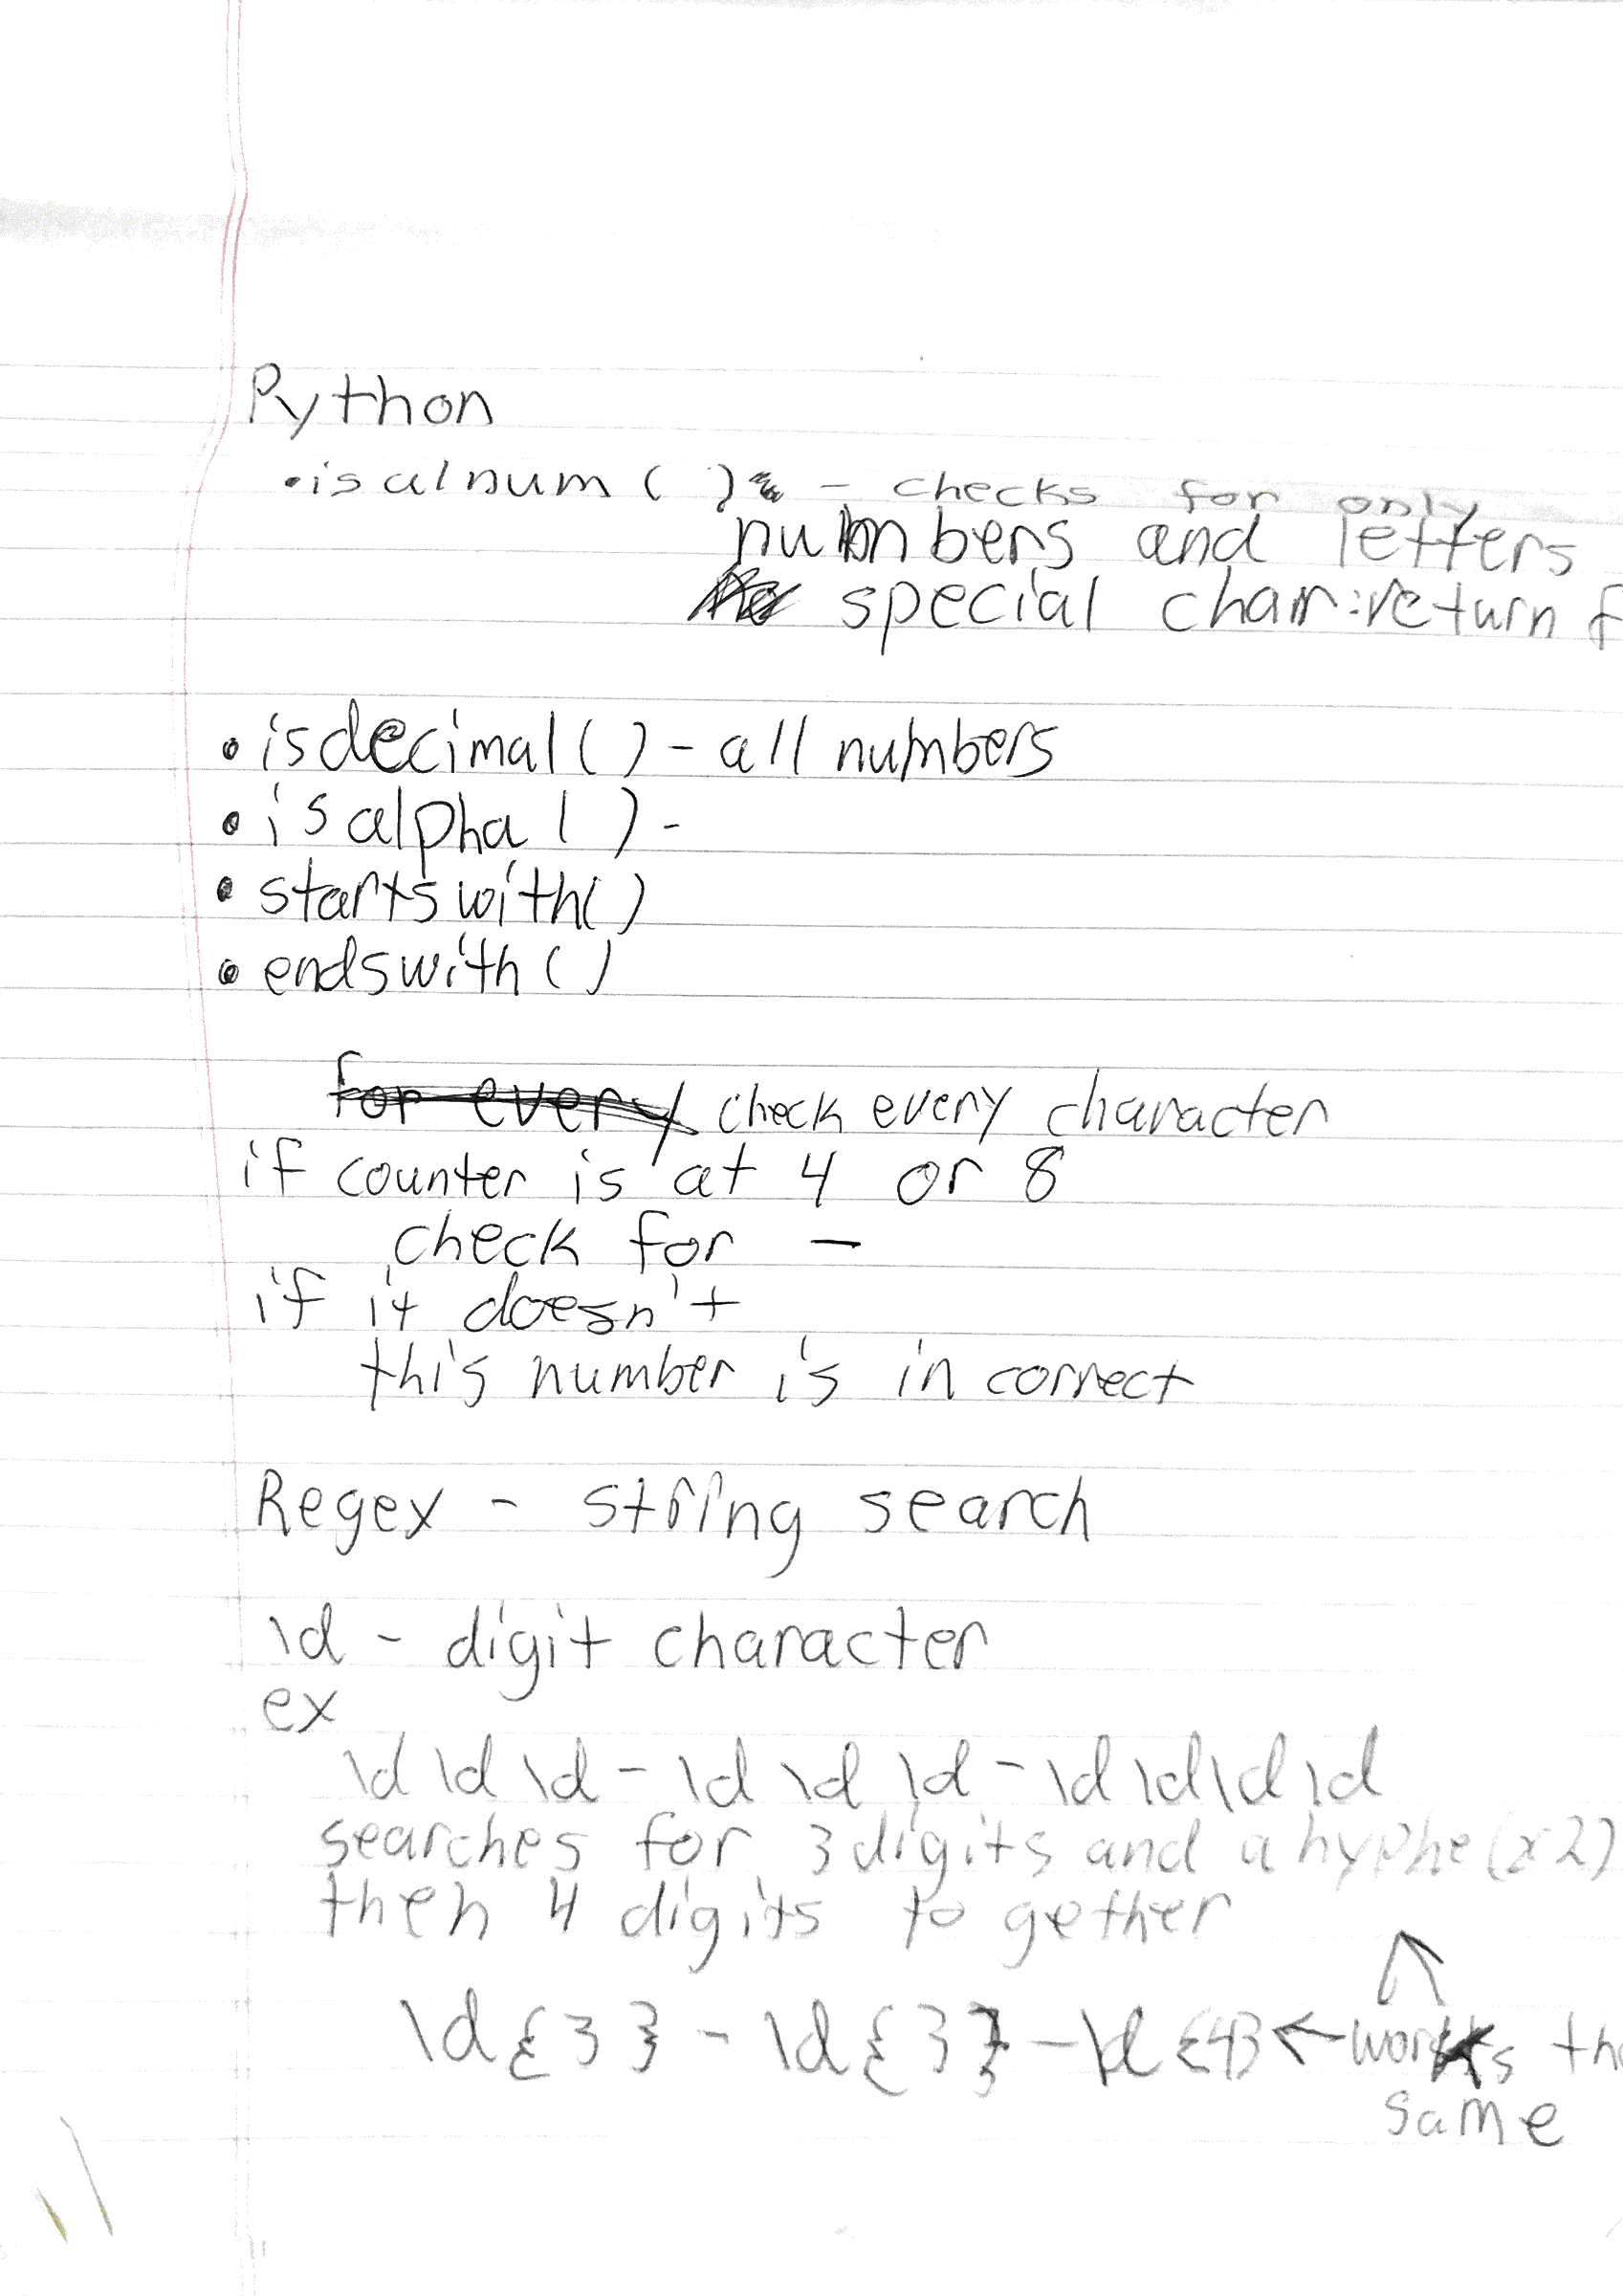 Python
•isalnum ( ) - checks for only
numbers and letters
special char:return f
• isdecimal ( ) - all numbers
• isalpha ( ) -
• startswith( )
• endswith ( )
for every check every character
if counter is at 4 or 8
check for -
if it doesn't
this number is in correct
Regex - string search
\d - digit character
ex
\d \d \d - \d \d \d - \d \d \d \d
searches for 3 digits and a hyphe (x2)
then 4 digits to gether
↑
\d {3} - \d {3} - \d {4} ← works the
same